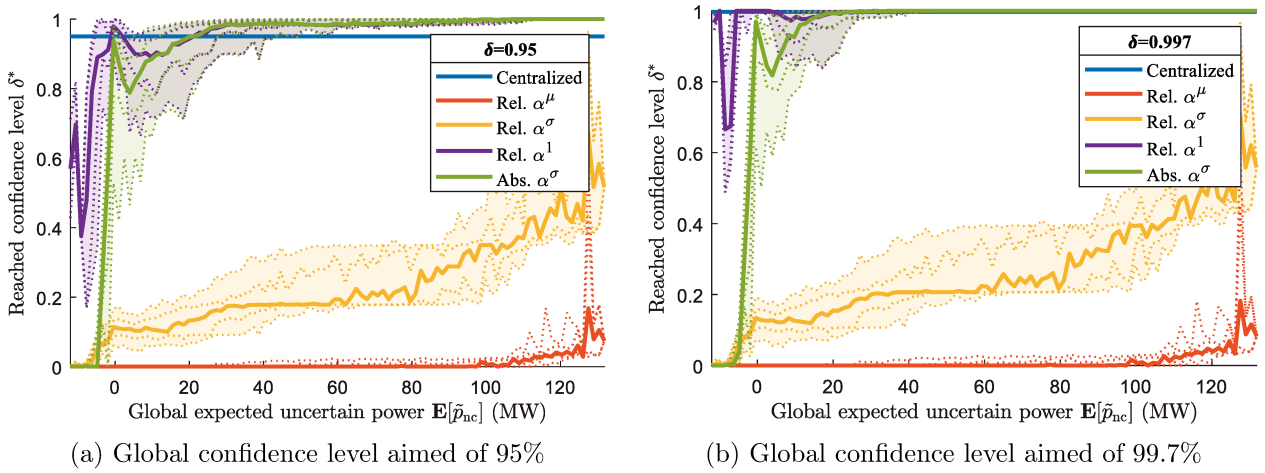 δ=0.95
Centralized
Rel. α^μ
Rel. α^σ
Rel. α^1
Abs. α^σ
Reached confidence level δ*
1
0.8
0.6
0.4
0.2
0
0 20 40 60 80 100 120
Global expected uncertain power E[p̃_nc] (MW)
(a) Global confidence level aimed of 95%
δ=0.997
Centralized
Rel. α^μ
Rel. α^σ
Rel. α^1
Abs. α^σ
Reached confidence level δ*
1
0.8
0.6
0.4
0.2
0
0 20 40 60 80 100 120
Global expected uncertain power E[p̃_nc] (MW)
(b) Global confidence level aimed of 99.7%